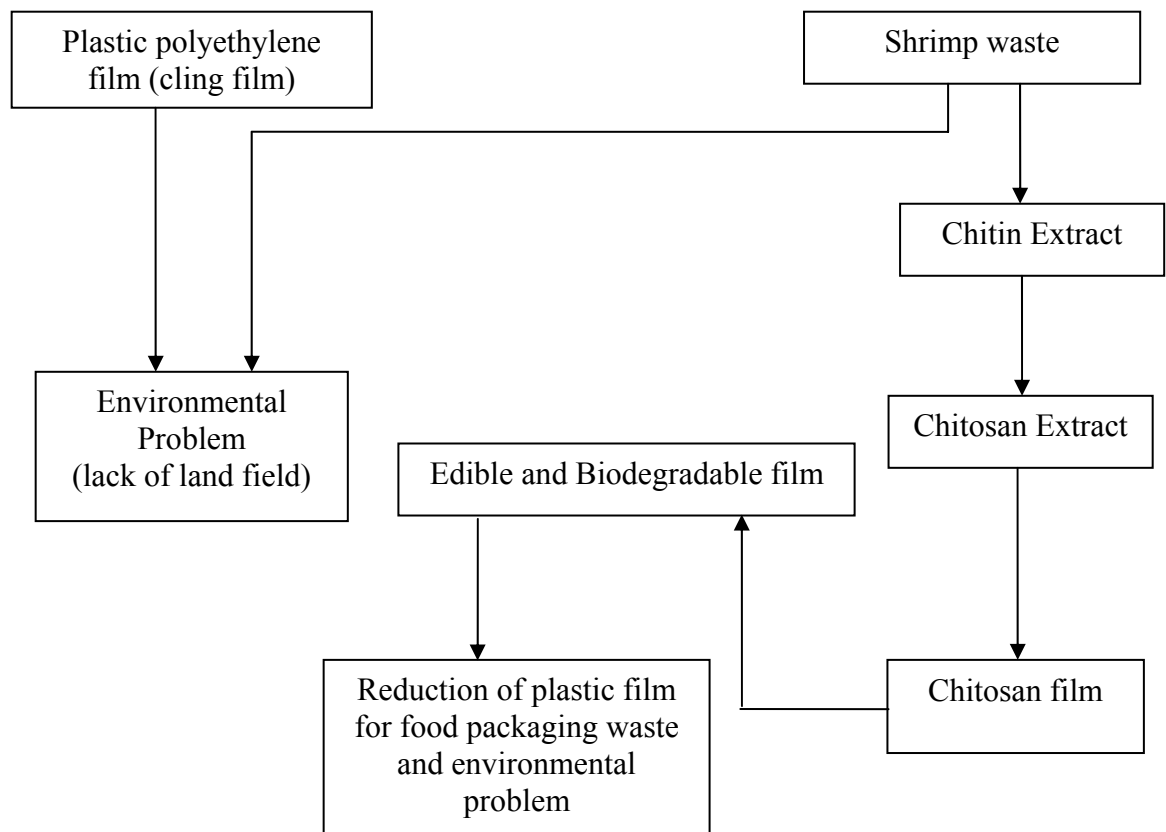 Plastic polyethylene
film (cling film)
Shrimp waste
Chitin Extract
Environmental
Problem
(lack of land field)
Chitosan Extract
Edible and Biodegradable film
Reduction of plastic film
for food packaging waste
and environmental
problem
Chitosan film